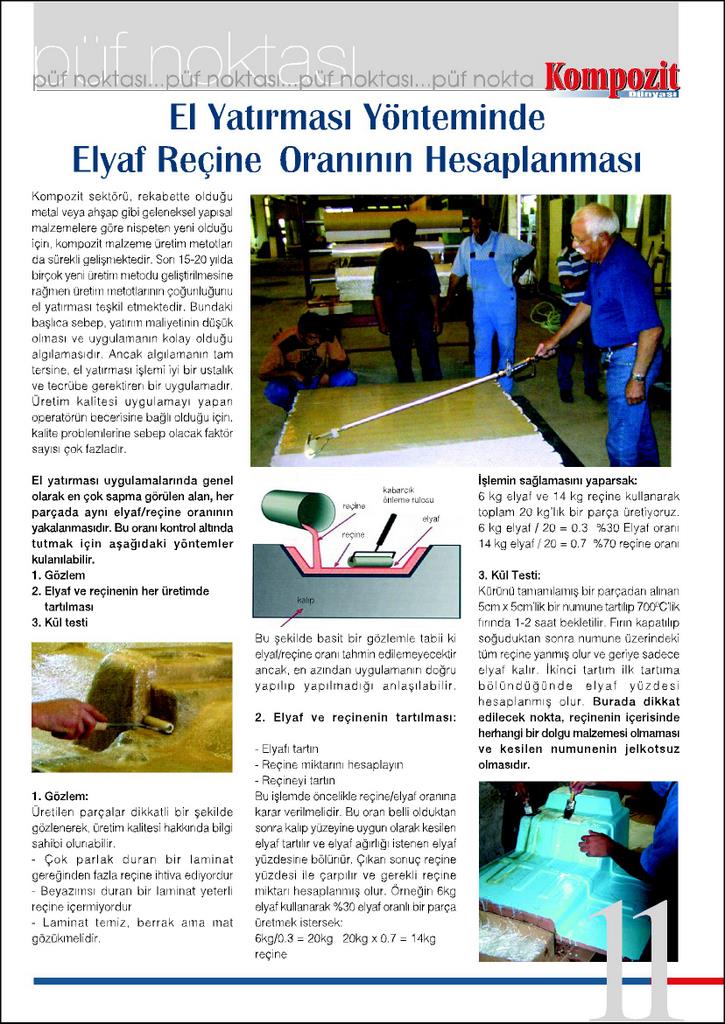 püf noktası
püf noktası...püf noktası...püf noktası...püf nokta
Kompozit
Dünyası
El Yatırması Yönteminde
Elyaf Reçine Oranının Hesaplanması
Kompozit sektörü, rekabette olduğu
metal veya ahşap gibi geleneksel yapısal
malzemelere göre nispeten yeni olduğu
için, kompozit malzeme üretim metotları
da sürekli gelişmektedir. Son 15-20 yılda
birçok yeni üretim metodu geliştirilmesine
rağmen üretim metotlarının çoğunluğunu
el yatırması teşkil etmektedir. Bundaki
başlıca sebep, yatırım maliyetinin düşük
olması ve uygulamanın kolay olduğu
algılamasıdır. Ancak algılamanın tam
tersine, el yatırması işlemi iyi bir ustalık
ve tecrübe gerektiren bir uygulamadır.
Üretim kalitesi uygulamayı yapan
operatörün becerisine bağlı olduğu için,
kalite problemlerine sebep olacak faktör
sayısı çok fazladır.
El yatırması uygulamalarında genel
olarak en çok sapma görülen alan, her
parçada aynı elyaf/reçine oranının
yakalanmasıdır. Bu oranı kontrol altında
tutmak için aşağıdaki yöntemler
kulanılabilir.
1. Gözlem
2. Elyaf ve reçinenin her üretimde
tartılması
3. Kül testi
1. Gözlem:
Üretilen parçalar dikkatli bir şekilde
gözlenerek, üretim kalitesi hakkında bilgi
sahibi olunabilir.
- Çok parlak duran bir laminat
gereğinden fazla reçine ihtiva ediyordur
- Beyazımsı duran bir laminat yeterli
reçine içermiyordur
- Laminat temiz, berrak ama mat
gözükmelidir.
reçine
kabarcık
önleme rulosu
reçine
elyaf
kalıp
Bu şekilde basit bir gözlemle tabii ki
elyaf/reçine oranı tahmin edilemeyecektir
ancak, en azından uygulamanın doğru
yapılıp yapılmadığı anlaşılabilir.
2. Elyaf ve reçinenin tartılması:
- Elyafı tartın
- Reçine miktarını hesaplayın
- Reçineyi tartın
Bu işlemde öncelikle reçine/elyaf oranına
karar verilmelidir. Bu oran belli olduktan
sonra kalıp yüzeyine uygun olarak kesilen
elyaf tartılır ve elyaf ağırlığı istenen elyaf
yüzdesine bölünür. Çıkan sonuç reçine
yüzdesi ile çarpılır ve gerekli reçine
miktarı hesaplanmış olur. Örneğin 6kg
elyaf kullanarak %30 elyaf oranlı bir parça
üretmek istersek:
6kg/0.3 = 20kg 20kg x 0.7 = 14kg
reçine
İşlemin sağlamasını yaparsak:
6 kg elyaf ve 14 kg reçine kullanarak
toplam 20 kg'lık bir parça üretiyoruz.
6 kg elyaf / 20 = 0.3 %30 Elyaf oranı
14 kg elyaf / 20 = 0.7 %70 reçine oranı
3. Kül Testi:
Kürünü tamamlamış bir parçadan alınan
5cm x 5cm'lik bir numune tartılıp 700ºC'lik
fırında 1-2 saat bekletilir. Fırın kapatılıp
soğuduktan sonra numune üzerindeki
tüm reçine yanmış olur ve geriye sadece
elyaf kalır. İkinci tartım ilk tartıma
bölündüğünde elyaf yüzdesi
hesaplanmış olur. Burada dikkat
edilecek nokta, reçinenin içerisinde
herhangi bir dolgu malzemesi olmaması
ve kesilen numunenin jelkotsuz
olmasıdır.
11